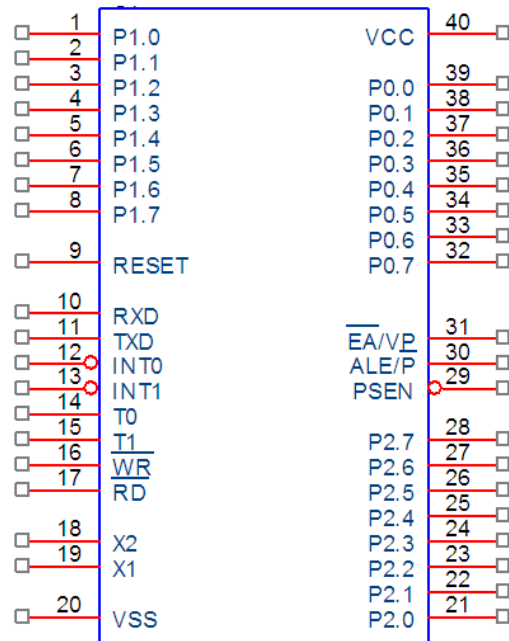 1 P1.0 VCC 40
2 P1.1
3 P1.2 P0.0 39
4 P1.3 P0.1 38
5 P1.4 P0.2 37
6 P1.5 P0.3 36
7 P1.6 P0.4 35
8 P1.7 P0.5 34
P0.6 33
9 RESET P0.7 32
10 RXD
11 TXD EA/VP 31
12 INT0 ALE/P 30
13 INT1 PSEN 29
14 T0
15 T1 P2.7 28
16 WR P2.6 27
17 RD P2.5 26
P2.4 25
18 X2 P2.3 24
19 X1 P2.2 23
P2.1 22
20 VSS P2.0 21